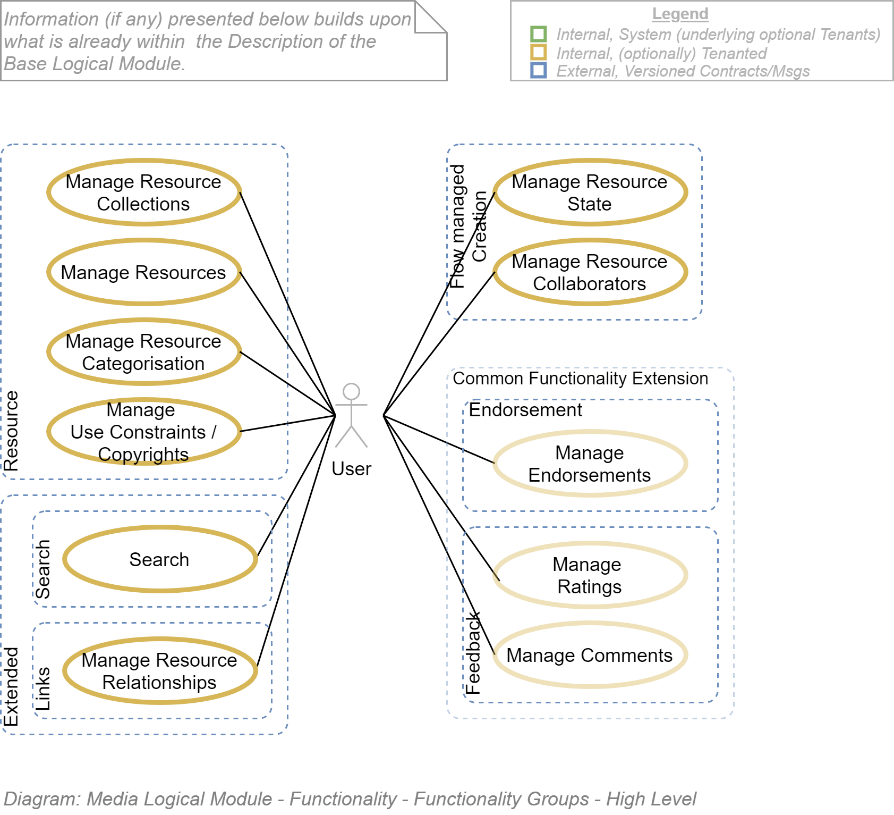 Information (if any) presented below builds upon
what is already within the Description of the
Base Logical Module.
Legend
Internal, System (underlying optional Tenants)
Internal, (optionally) Tenanted
External, Versioned Contracts/Msgs
Resource
Manage Resource
Collections
Manage Resources
Manage Resource
Categorisation
Manage
Use Constraints /
Copyrights
Extended
Search
Search
Links
Manage Resource
Relationships
User
Flow managed
Creation
Manage Resource
State
Manage Resource
Collaborators
Common Functionality Extension
Endorsement
Manage
Endorsements
Feedback
Manage
Ratings
Manage Comments
Diagram: Media Logical Module - Functionality - Functionality Groups - High Level